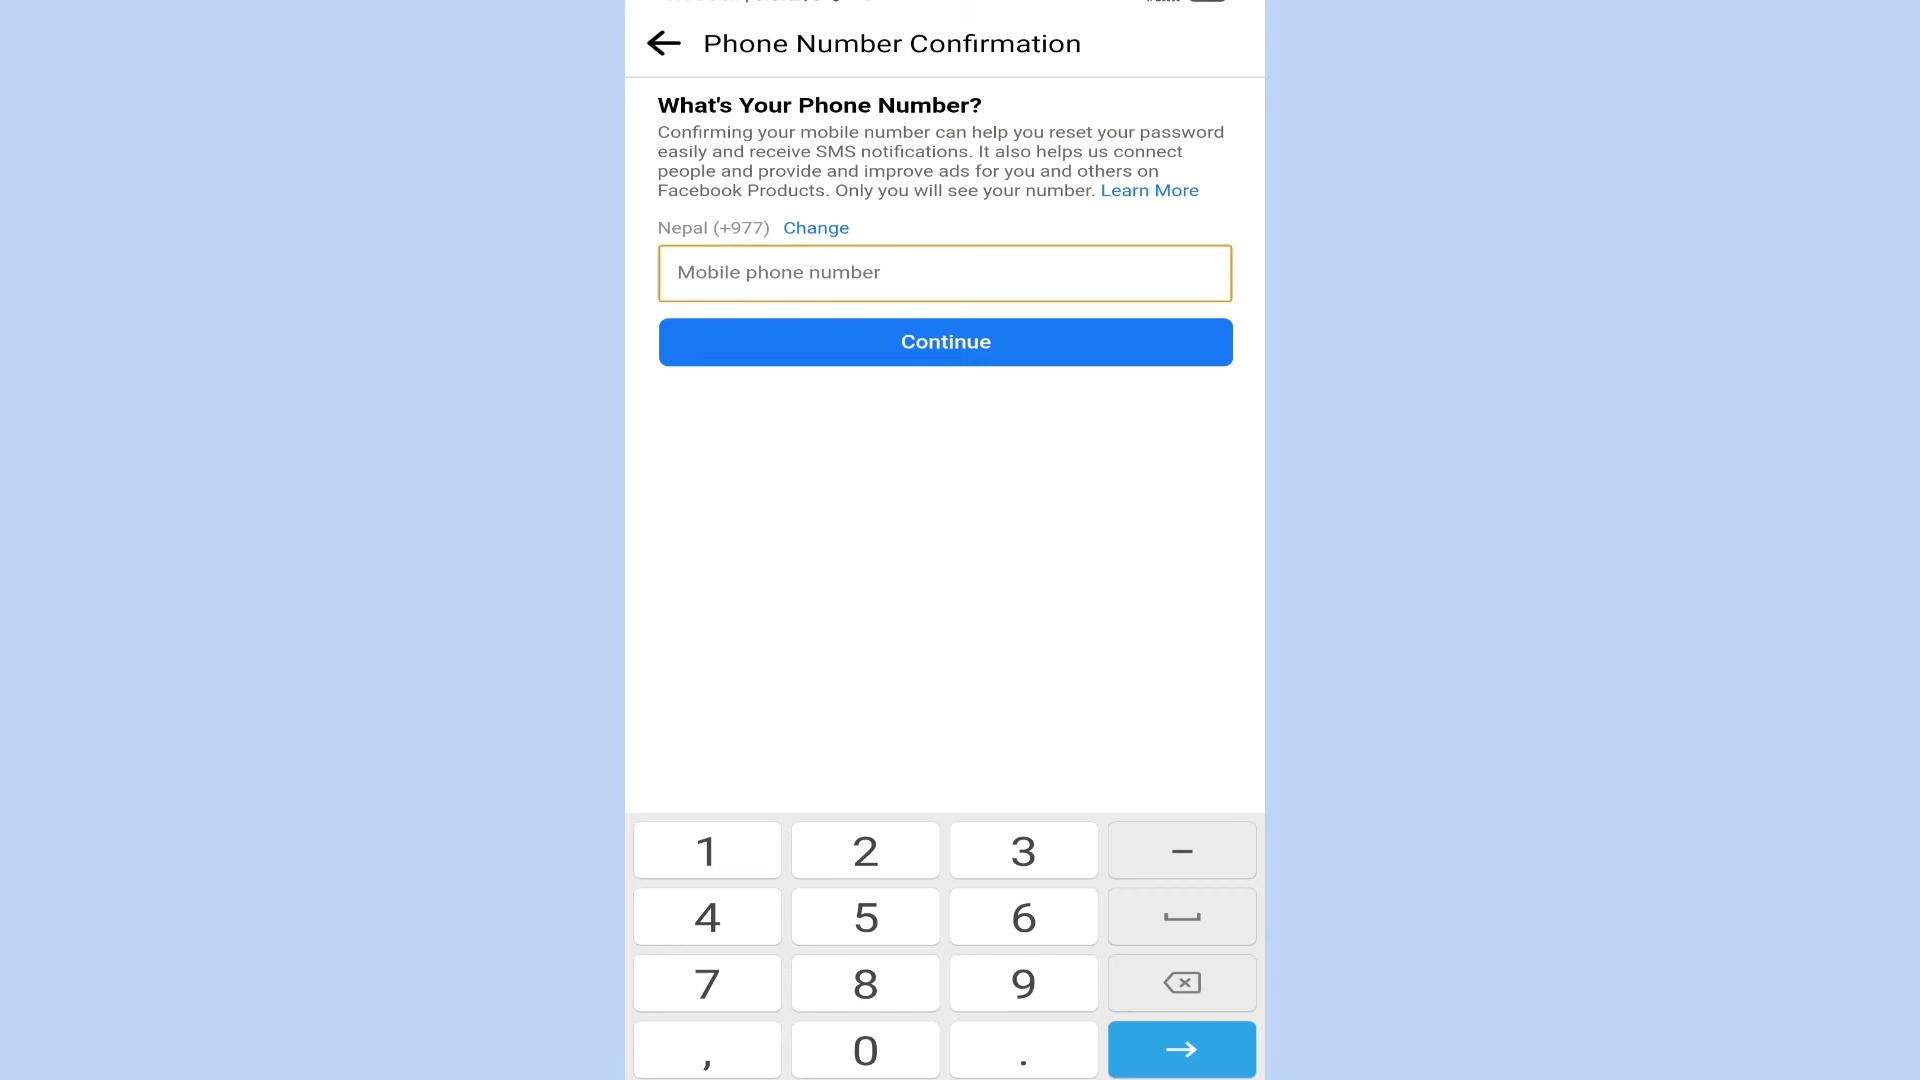 Phone Number Confirmation
What's Your Phone Number?
Confirming your mobile number can help you reset your password
easily and receive SMS notifications. It also helps us connect
people and provide and improve ads for you and others on
Facebook Products. Only you will see your number. Learn More
Nepal (+977) Change
Mobile phone number
Continue
1 2 3 -
4 5 6
7 8 9
, 0 .